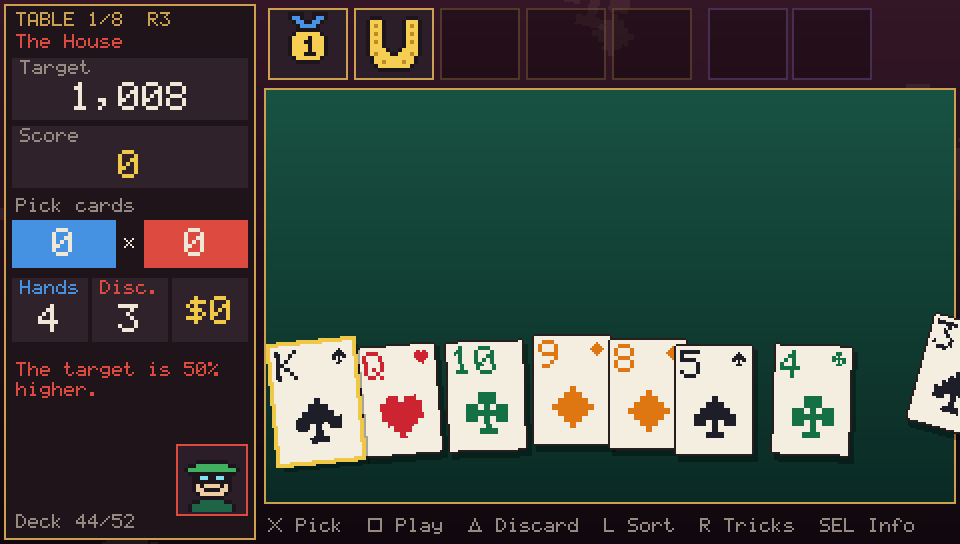 TABLE 1/8 R3
The House
Target
1,008
Score
0
Pick cards
0 × 0
Hands
4
Disc.
3
$0
The target is 50%
higher.
Deck 44/52
1
K
Q
10
9
8
5
4
3
X Pick □ Play △ Discard L Sort R Tricks SEL Info